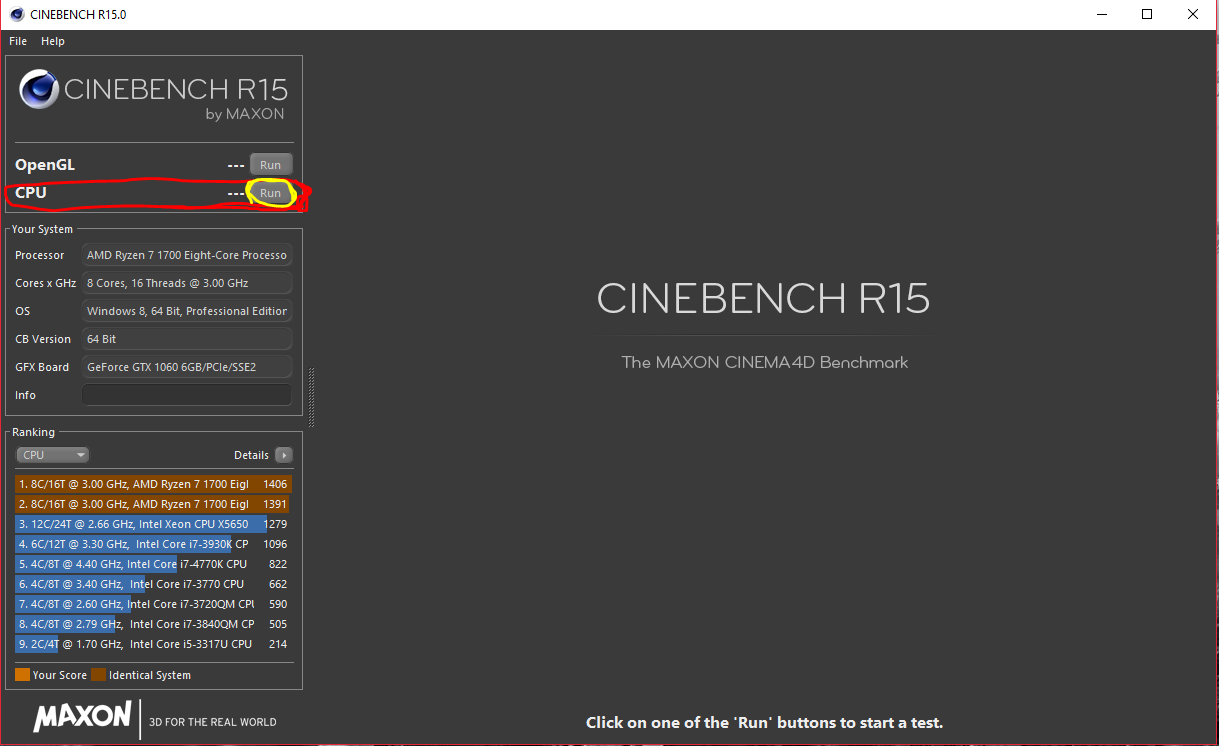 CINEBENCH R15.0
File Help
CINEBENCH R15
by MAXON
OpenGL --- Run
CPU --- Run
Your System
Processor AMD Ryzen 7 1700 Eight-Core Processo
Cores x GHz 8 Cores, 16 Threads @ 3.00 GHz
OS Windows 8, 64 Bit, Professional Edition
CB Version 64 Bit
GFX Board GeForce GTX 1060 6GB/PCIe/SSE2
Info
Ranking
CPU Details
1. 8C/16T @ 3.00 GHz, AMD Ryzen 7 1700 Eigl 1406
2. 8C/16T @ 3.00 GHz, AMD Ryzen 7 1700 Eigl 1391
3. 12C/24T @ 2.66 GHz, Intel Xeon CPU X5650 1279
4. 6C/12T @ 3.30 GHz, Intel Core i7-3930K CP 1096
5. 4C/8T @ 4.40 GHz, Intel Core i7-4770K CPU 822
6. 4C/8T @ 3.40 GHz, Intel Core i7-3770 CPU 662
7. 4C/8T @ 2.60 GHz, Intel Core i7-3720QM CPU 590
8. 4C/8T @ 2.79 GHz, Intel Core i7-3840QM CP 505
9. 2C/4T @ 1.70 GHz, Intel Core i5-3317U CPU 214
Your Score Identical System
MAXON 3D FOR THE REAL WORLD
CINEBENCH R15
The MAXON CINEMA4D Benchmark
Click on one of the 'Run' buttons to start a test.